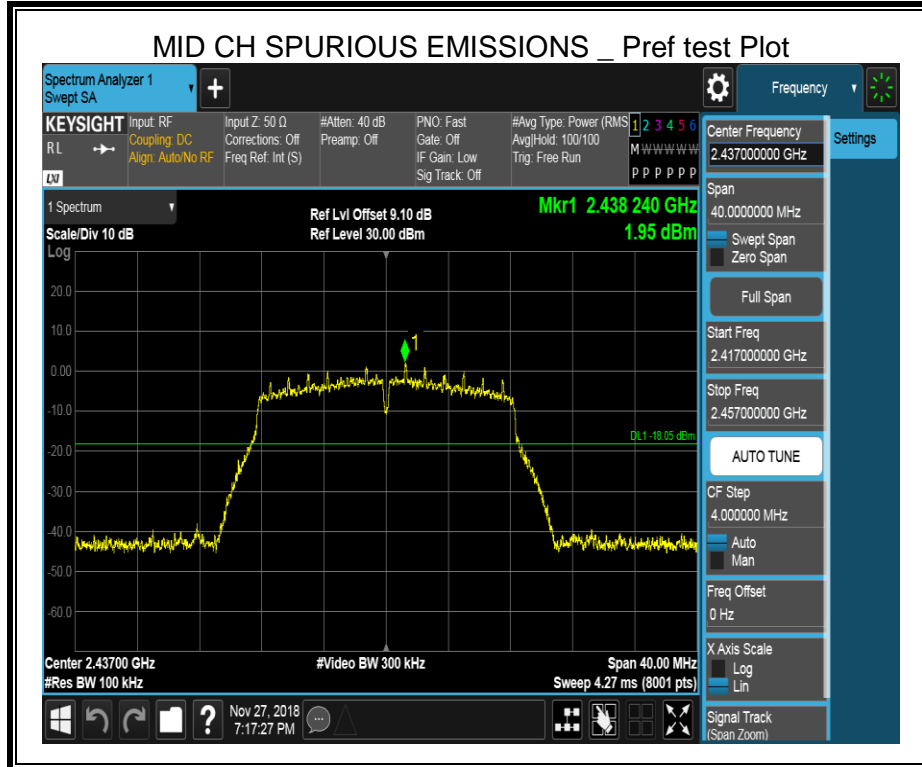 MID CH SPURIOUS EMISSIONS _ Pref test Plot
Spectrum Analyzer 1
Swept SA
+
Frequency
KEYSIGHT
RL
LXI
Input: RF
Coupling: DC
Align: Auto/No RF
Input Z: 50 Ω
Corrections: Off
Freq Ref: Int (S)
#Atten: 40 dB
Preamp: Off
PNO: Fast
Gate: Off
IF Gain: Low
Sig Track: Off
#Avg Type: Power (RMS
Avg|Hold: 100/100
Trig: Free Run
1 2 3 4 5 6
M W W W W W
P P P P P P
1 Spectrum
Scale/Div 10 dB
Ref Lvl Offset 9.10 dB
Ref Level 30.00 dBm
Mkr1 2.438 240 GHz
1.95 dBm
Log
20.0
10.0
0.00
-10.0
-20.0
-30.0
-40.0
-50.0
-60.0
1
DL1 -18.05 dBm
Center 2.43700 GHz
#Res BW 100 kHz
#Video BW 300 kHz
Span 40.00 MHz
Sweep 4.27 ms (8001 pts)
Center Frequency
2.437000000 GHz
Settings
Span
40.0000000 MHz
Swept Span
Zero Span
Full Span
Start Freq
2.417000000 GHz
Stop Freq
2.457000000 GHz
AUTO TUNE
CF Step
4.000000 MHz
Auto
Man
Freq Offset
0 Hz
X Axis Scale
Log
Lin
Signal Track
(Span Zoom)
?
Nov 27, 2018
7:17:27 PM